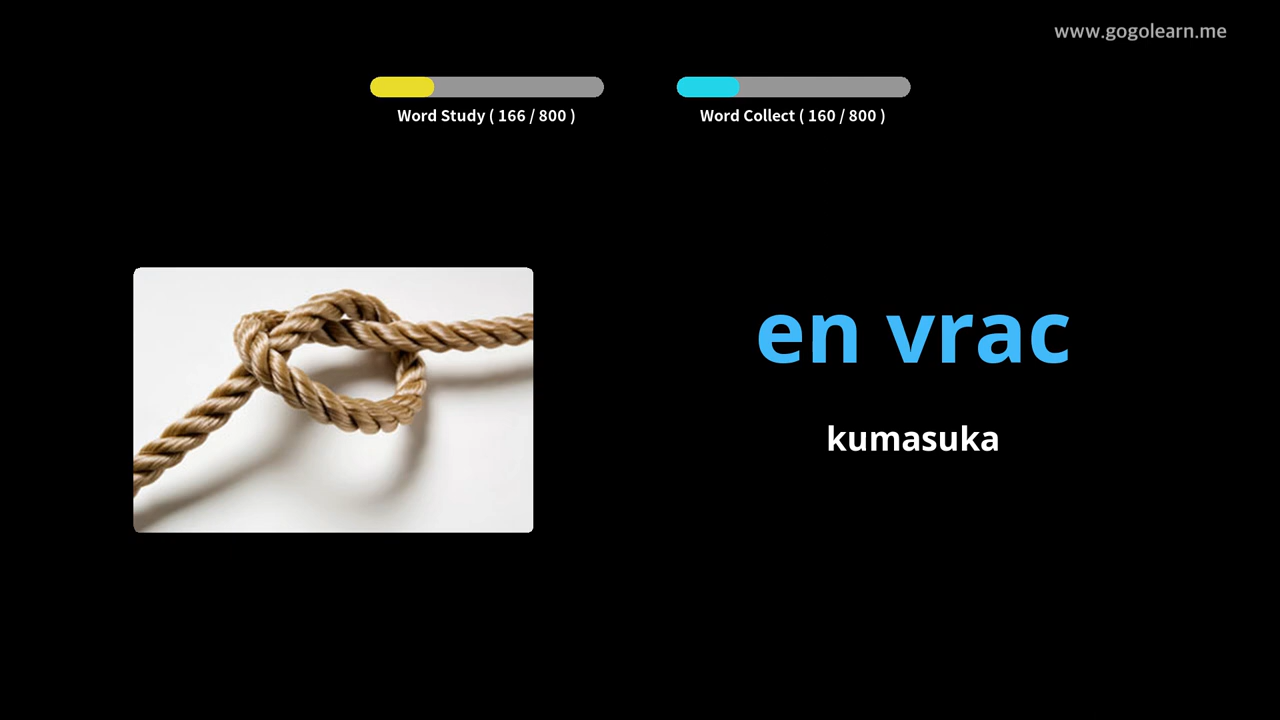 www.gogolearn.me
Word Study ( 166 / 800 )
Word Collect ( 160 / 800 )
en vrac
kumasuka